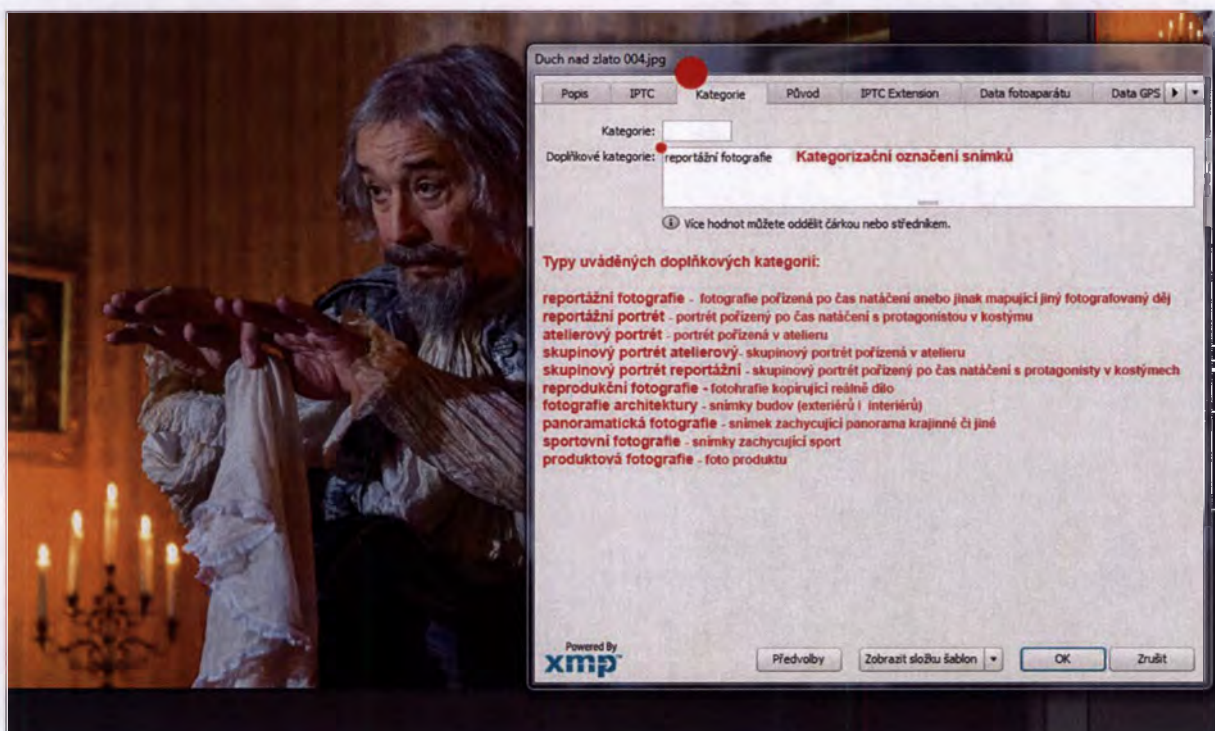 Duch nad zlato 004.jpg
Popis IPTC Kategorie Původ IPTC Extension Data fotoaparátu Data GPS
Kategorie:
Doplňkové kategorie: reportážní fotografie Kategorizační označení snímků
Více hodnot můžete oddělit čárkou nebo středníkem.
Typy uváděných doplňkových kategorií:
reportážní fotografie - fotografie pořízená po čas natáčení anebo jinak mapující jiný fotografovaný děj
reportážní portrét - portrét pořízený po čas natáčení s protagonistou v kostýmu
atelierový portrét - portrét pořízená v atelieru
skupinový portrét atelierový- skupinový portrét pořízená v atelieru
skupinový portrét reportážní - skupinový portrét pořízený po čas natáčení s protagonisty v kostýmech
reprodukční fotografie - fotohrafie kopírující reálné dílo
fotografie architektury - snímky budov (exteriérů i interiérů)
panoramatická fotografie - snímek zachycující panorama krajinné či jiné
sportovní fotografie - snímky zachycující sport
produktová fotografie - foto produktu
Powered By
xmp
Předvolby Zobrazit složku šablon OK Zrušit